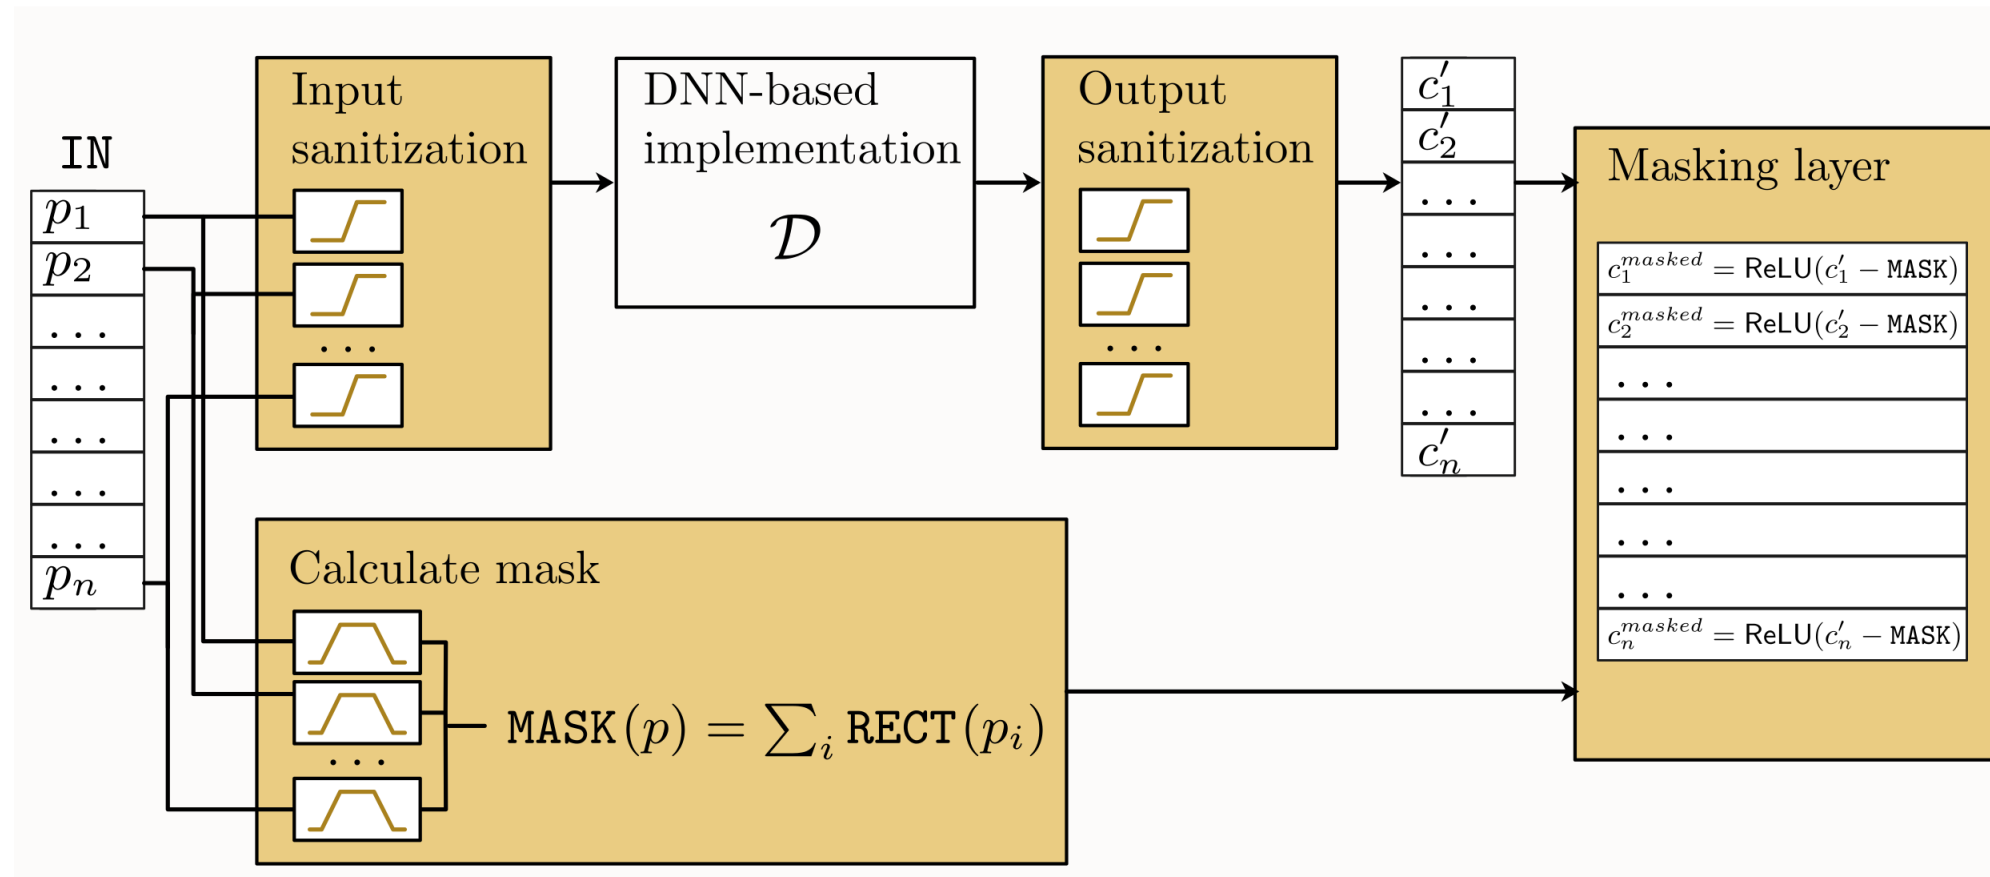 IN
p₁
p₂
...
...
...
...
...
pₙ
Input
sanitization
...
DNN-based
implementation
𝒟
Output
sanitization
...
c′₁
c′₂
...
...
...
...
...
c′ₙ
Masking layer
c₁^masked = ReLU(c′₁ − MASK)
c₂^masked = ReLU(c′₂ − MASK)
...
...
...
...
...
cₙ^masked = ReLU(c′ₙ − MASK)
Calculate mask
...
MASK(p) = ∑ᵢ RECT(pᵢ)